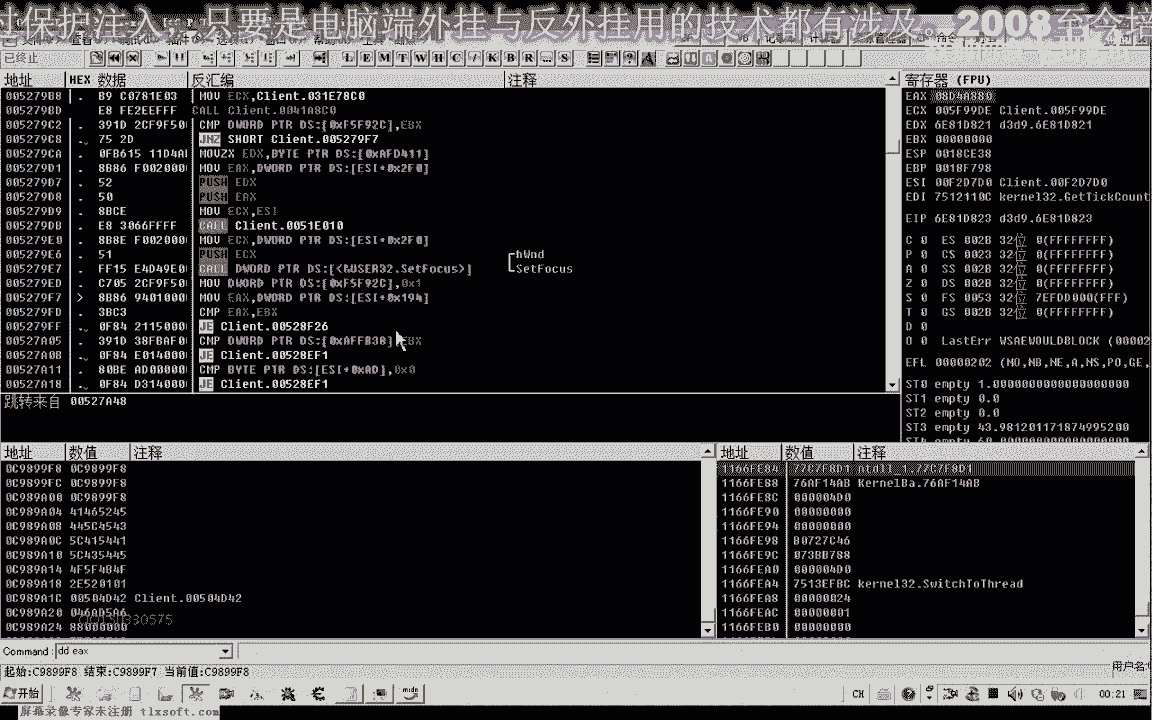 过保护注入，只要是电脑端外挂与反外挂用的技术都有涉及。2008至今培
已终止 L E M T W H C / K B R ... S
地址 HEX 数据 反汇编 注释
005279B8 . B9 C0781E03 MOV ECX,Client.031E78C0
005279BD . E8 FE2EEFFF CALL Client.0041A8C0
005279C2 . 391D 2CF9F50 CMP DWORD PTR DS:[0xF5F92C],EBX
005279C8 . 75 2D JNZ SHORT Client.005279F7
005279CA . 0FB615 11D4A MOVZX EDX,BYTE PTR DS:[0xAFD411]
005279D1 . 8B86 F002000 MOV EAX,DWORD PTR DS:[ESI+0x2F0]
005279D7 . 52 PUSH EDX
005279D8 . 50 PUSH EAX
005279D9 . 8BCE MOV ECX,ESI
005279DB . E8 3066FFFF CALL Client.0051E010
005279E0 . 8B8E F002000 MOV ECX,DWORD PTR DS:[ESI+0x2F0]
005279E6 . 51 PUSH ECX hWnd
005279E7 . FF15 E4D49E0 CALL DWORD PTR DS:[<&USER32.SetFocus>] SetFocus
005279ED . C705 2CF9F50 MOV DWORD PTR DS:[0xF5F92C],0x1
005279F7 > 8B86 9401000 MOV EAX,DWORD PTR DS:[ESI+0x194]
005279FD . 3BC3 CMP EAX,EBX
005279FF . 0F84 2115000 JE Client.00528F26
00527A05 . 391D 38FBAF0 CMP DWORD PTR DS:[0xAFFB38],EBX
00527A0B . 0F84 E014000 JE Client.00528EF1
00527A11 . 80BE AD00000 CMP BYTE PTR DS:[ESI+0xAD],0x0
00527A18 . 0F84 D314000 JE Client.00528EF1
跳转来自 00527A48
寄存器 (FPU)
EAX 08D4A880
ECX 005F99DE Client.005F99DE
EDX 6E81D821 d3d9.6E81D821
EBX 00000000
ESP 0018CE38
EBP 0018F798
ESI 00F2D7D0 Client.00F2D7D0
EDI 7512110C kernel32.GetTickCount
EIP 6E81D823 d3d9.6E81D823
C 0 ES 002B 32位 0(FFFFFFFF)
P 0 CS 0023 32位 0(FFFFFFFF)
A 0 SS 002B 32位 0(FFFFFFFF)
Z 0 DS 002B 32位 0(FFFFFFFF)
S 0 FS 0053 32位 7EFDD000(FFF)
T 0 GS 002B 32位 0(FFFFFFFF)
D 0
O 0 LastErr WSAEWOULDBLOCK (00002
EFL 00000202 (NO,NB,NE,A,NS,PO,GE,
ST0 empty 1.0000000000000000000
ST1 empty 0.0
ST2 empty 0.0
ST3 empty 43.981201171874995200
地址 数值 注释
0C9899F8 0C9899F8
0C9899FC 0C9899F8
0C989A00 0C9899F8
0C989A04 41465245
0C989A08 445C4543
0C989A0C 5C415441
0C989A10 5C435445
0C989A14 4F5F4B4F
0C989A18 2E520101
0C989A1C 00504D42 Client.00504D42
0C989A20 046AD5A6
0C989A24 88000000
地址 数值 注释
1166FE84 77C7F8D1 ntdll_1.77C7F8D1
1166FE88 76AF14AB KernelBa.76AF14AB
1166FE8C 000004D0
1166FE90 00000000
1166FE94 00000000
1166FE98 B0727C46
1166FE9C 073BB788
1166FEA0 000004D0
1166FEA4 7513EFBC kernel32.SwitchToThread
1166FEA8 00000024
1166FEAC 00000001
1166FEB0 00000000
Command: dd eax
起始:C9899F8 结束:C9899F7 当前值:C9899F8
用户名:
开始 CH 00:21
屏幕录像专家未注册 tlxsoft.com